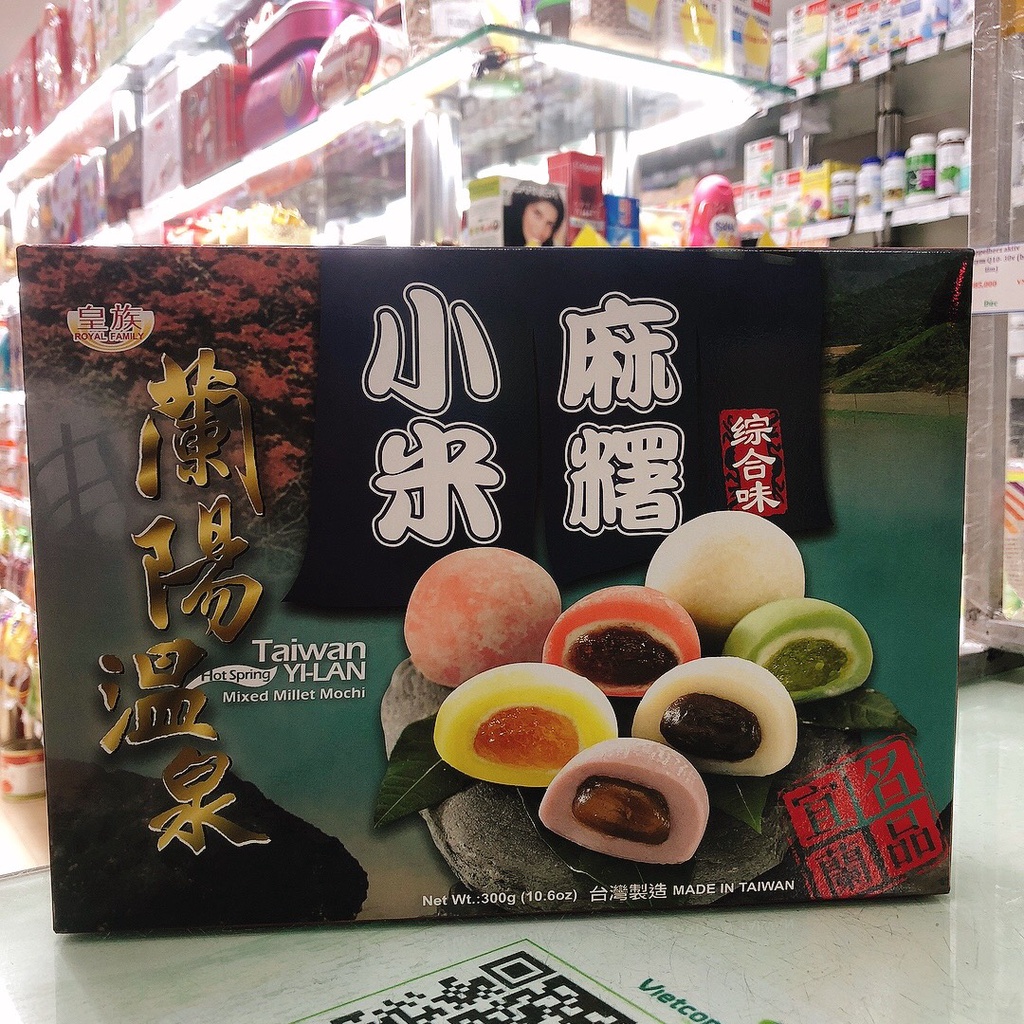 皇族
ROYAL FAMILY
蘭陽溫泉
小米
麻糬
综合味
Taiwan
Hot Spring YI-LAN
Mixed Millet Mochi
宜蘭
名品
Net Wt.:300g (10.6oz) 台灣製造 MADE IN TAIWAN
Vietcom